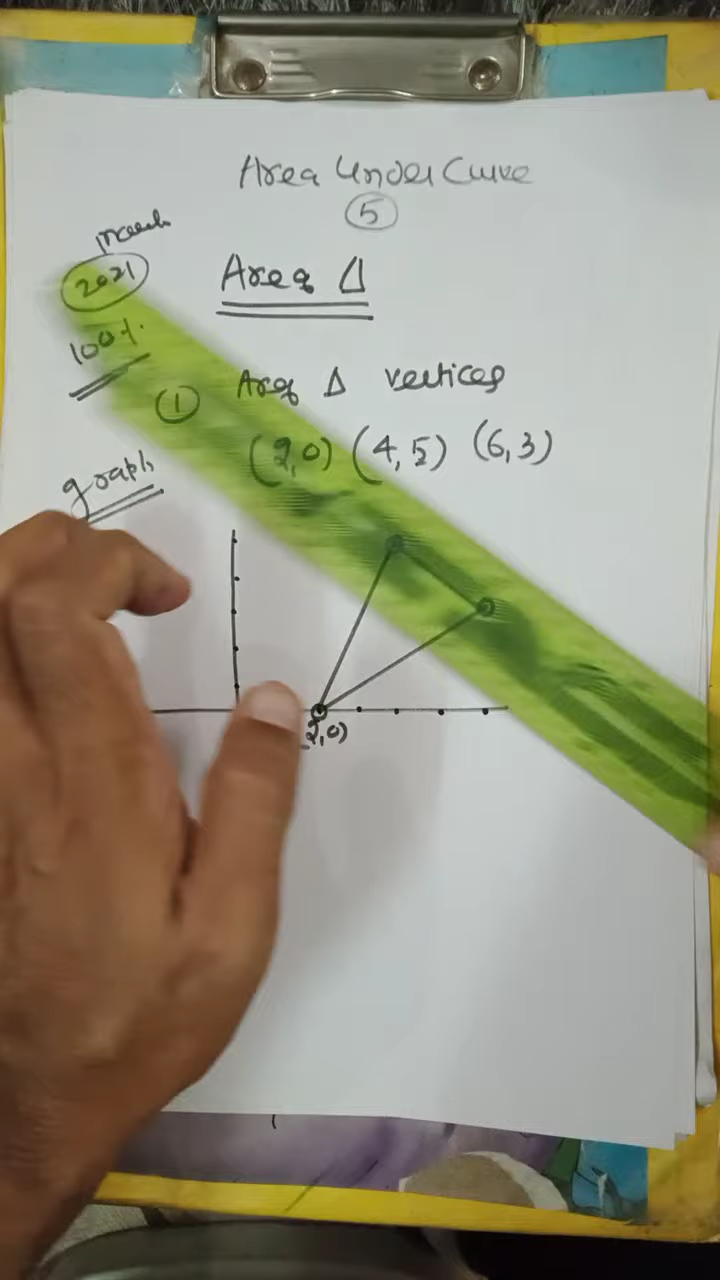 Area Under Curve
5
March
2021
Area Δ
100%.
① Area Δ vertices
(2,0) (4,5) (6,3)
graph
2,0)